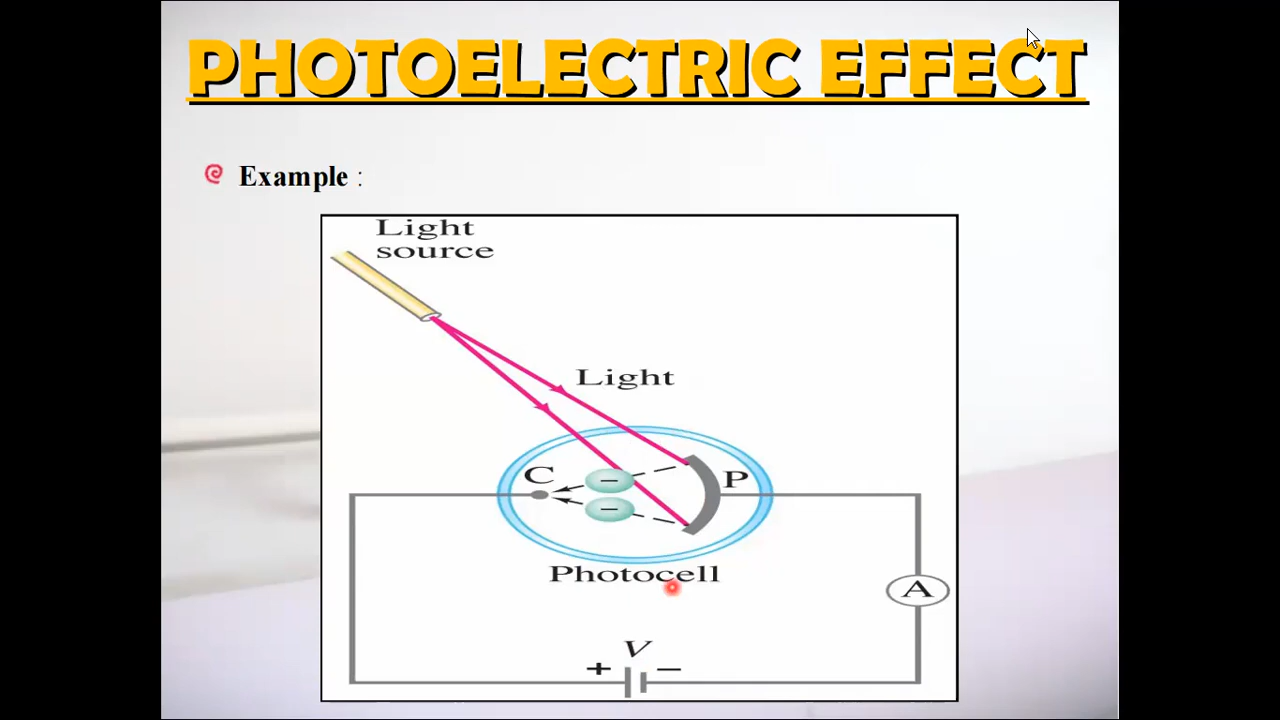 PHOTOELECTRIC EFFECT
Example :
Light
source
Light
C
P
Photocell
A
V
+ −